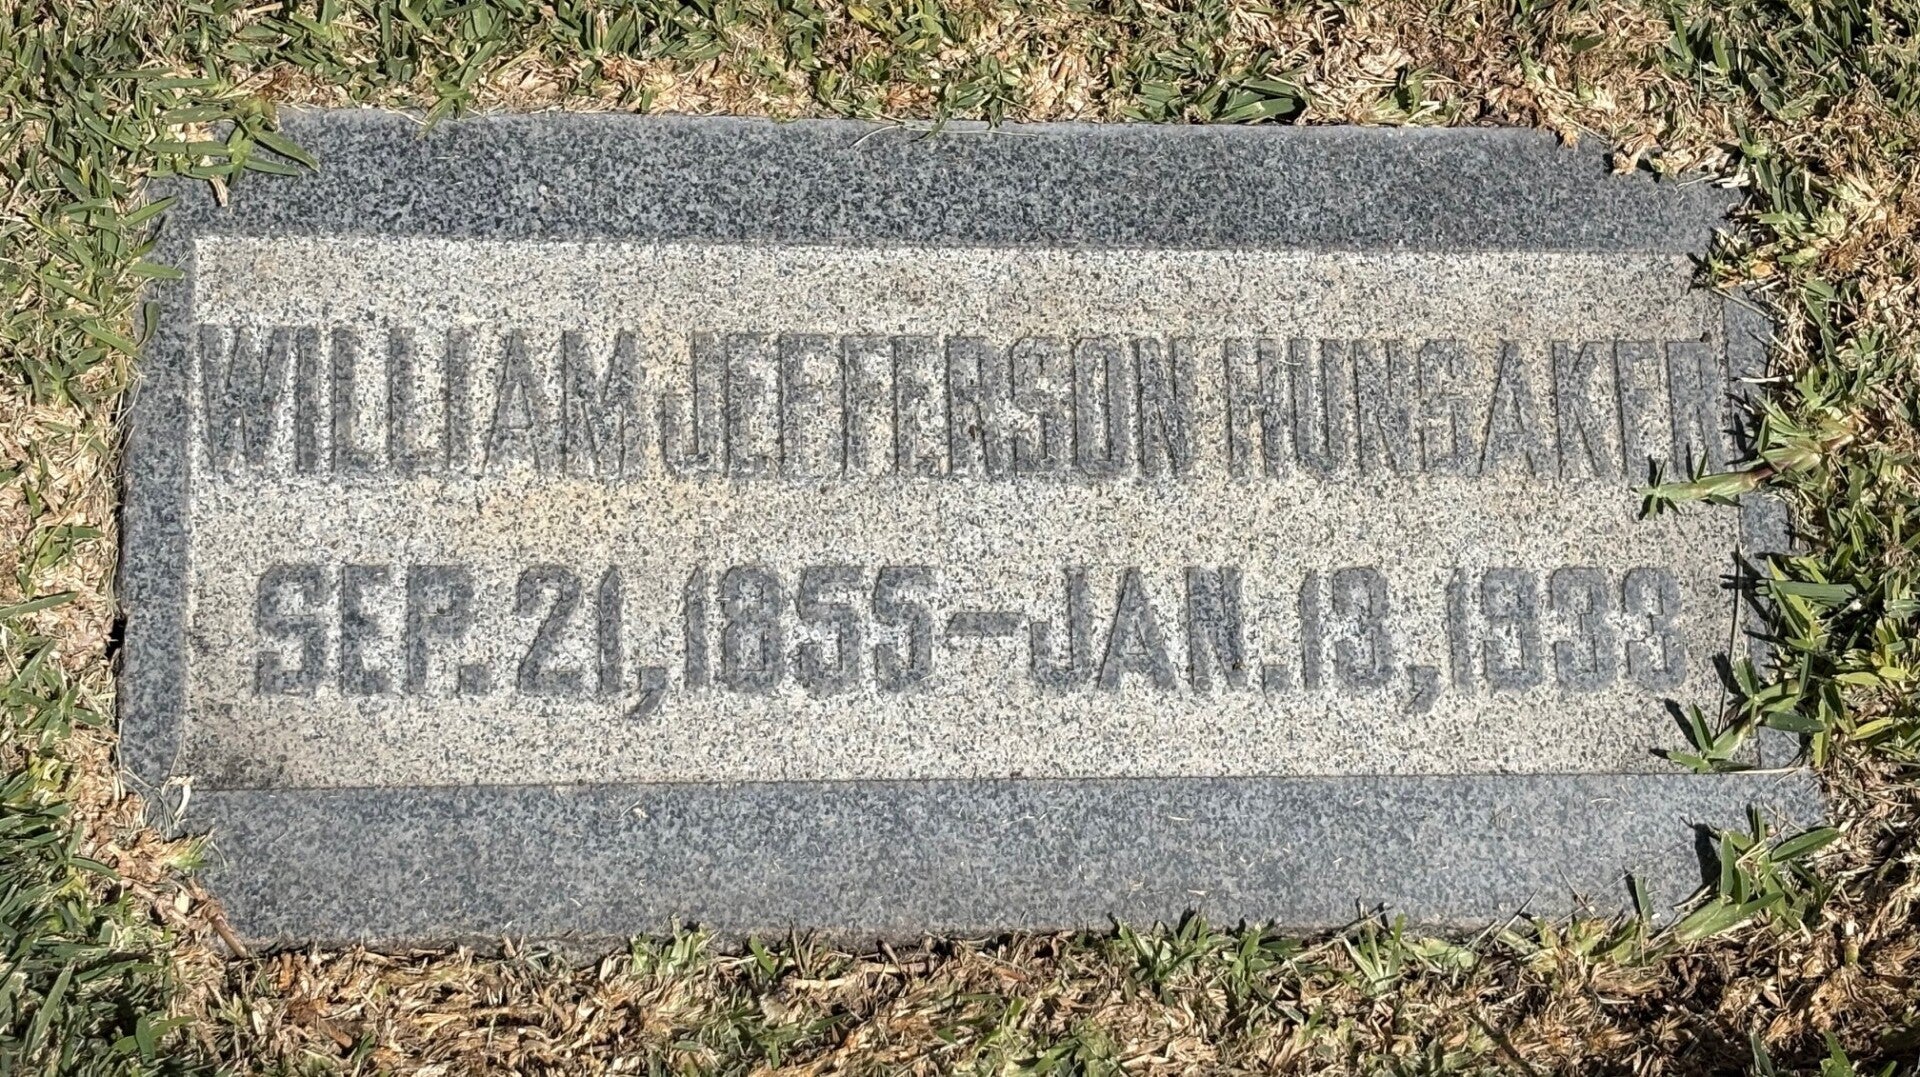 WILLIAM JEFFERSON HUNSAKER
SEP. 21, 1855 – JAN. 13, 1933